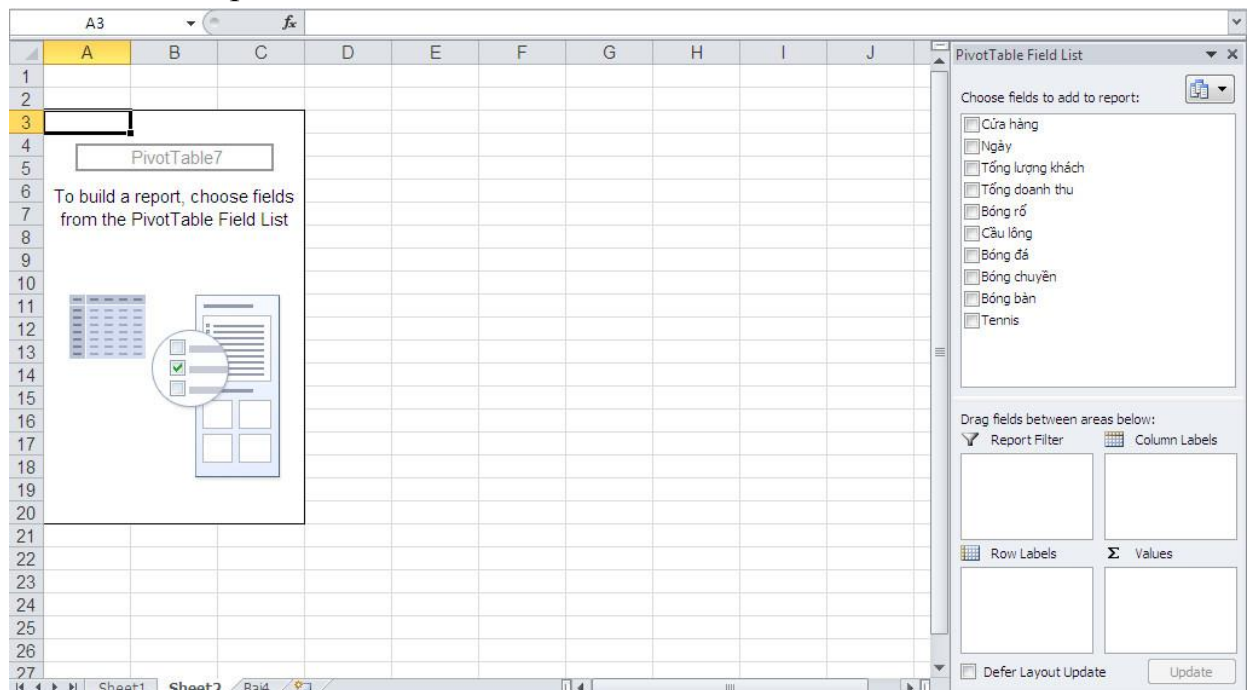 A3 fx
A B C D E F G H I J
1
2
3
4
5
6
7
8
9
10
11
12
13
14
15
16
17
18
19
20
21
22
23
24
25
26
27
PivotTable7
To build a report, choose fields
from the PivotTable Field List
Sheet1 Sheet2 Bai4
PivotTable Field List
Choose fields to add to report:
Cửa hàng
Ngày
Tổng lượng khách
Tổng doanh thu
Bóng rổ
Cầu lông
Bóng đá
Bóng chuyền
Bóng bàn
Tennis
Drag fields between areas below:
Report Filter Column Labels
Row Labels Σ Values
Defer Layout Update Update